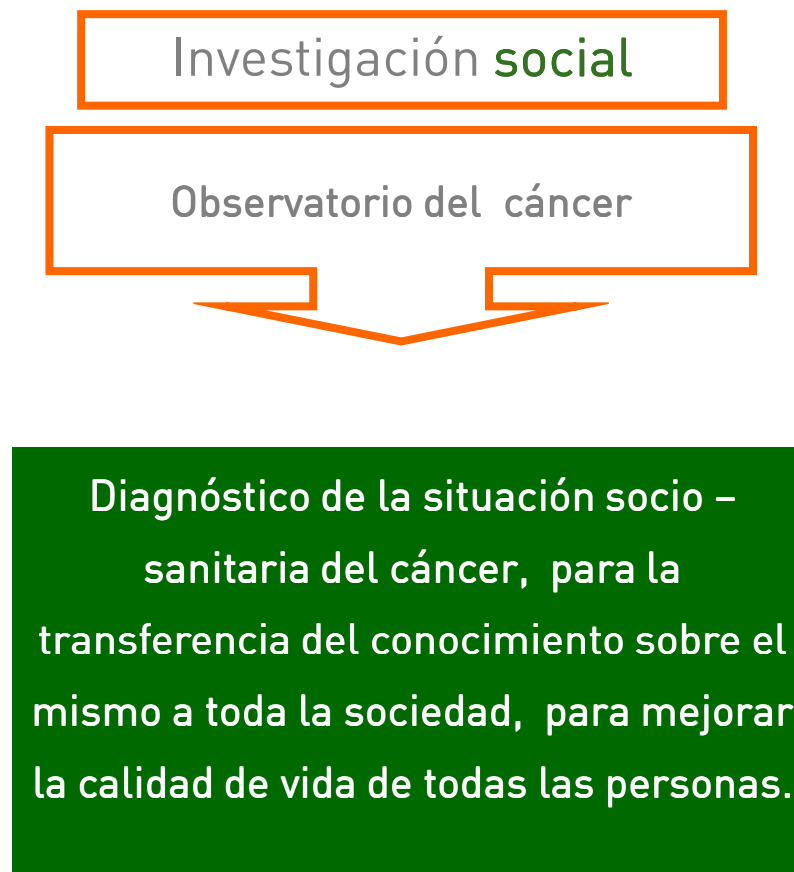 Investigación social
Observatorio del cáncer
Diagnóstico de la situación socio –
sanitaria del cáncer, para la
transferencia del conocimiento sobre el
mismo a toda la sociedad, para mejorar
la calidad de vida de todas las personas.